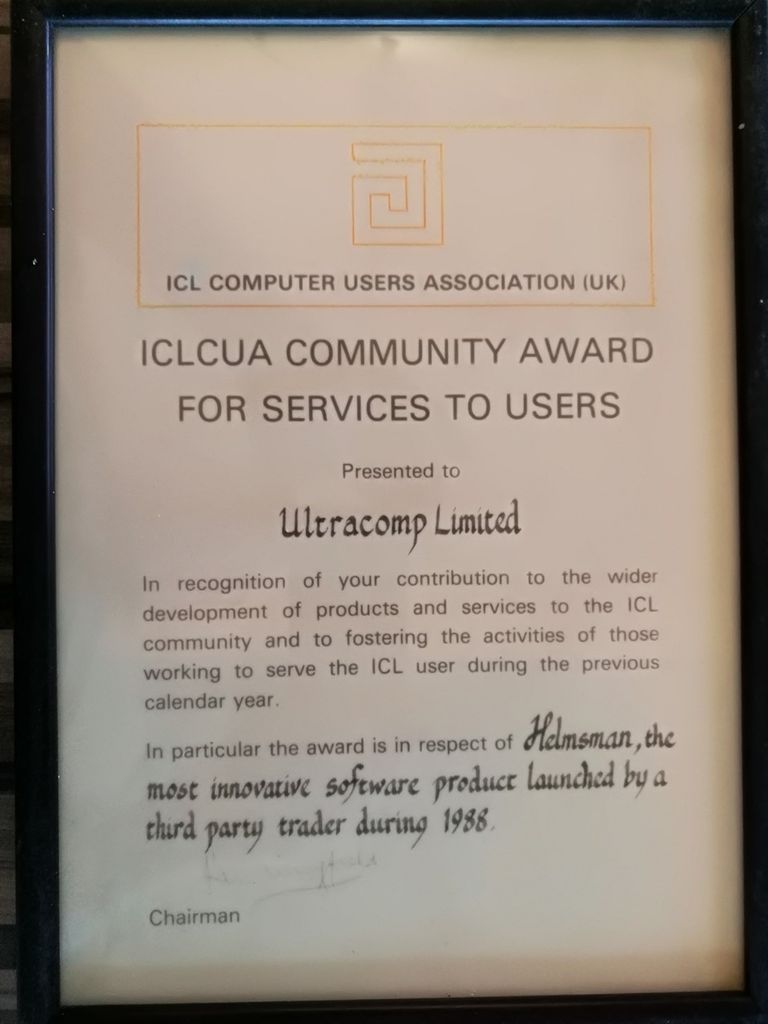 ICL COMPUTER USERS ASSOCIATION (UK)
ICLCUA COMMUNITY AWARD
FOR SERVICES TO USERS
Presented to
Ultracomp Limited
In recognition of your contribution to the wider
development of products and services to the ICL
community and to fostering the activities of those
working to serve the ICL user during the previous
calendar year.
In particular the award is in respect of Helmsman, the
most innovative software product launched by a
third party trader during 1988.
Chairman